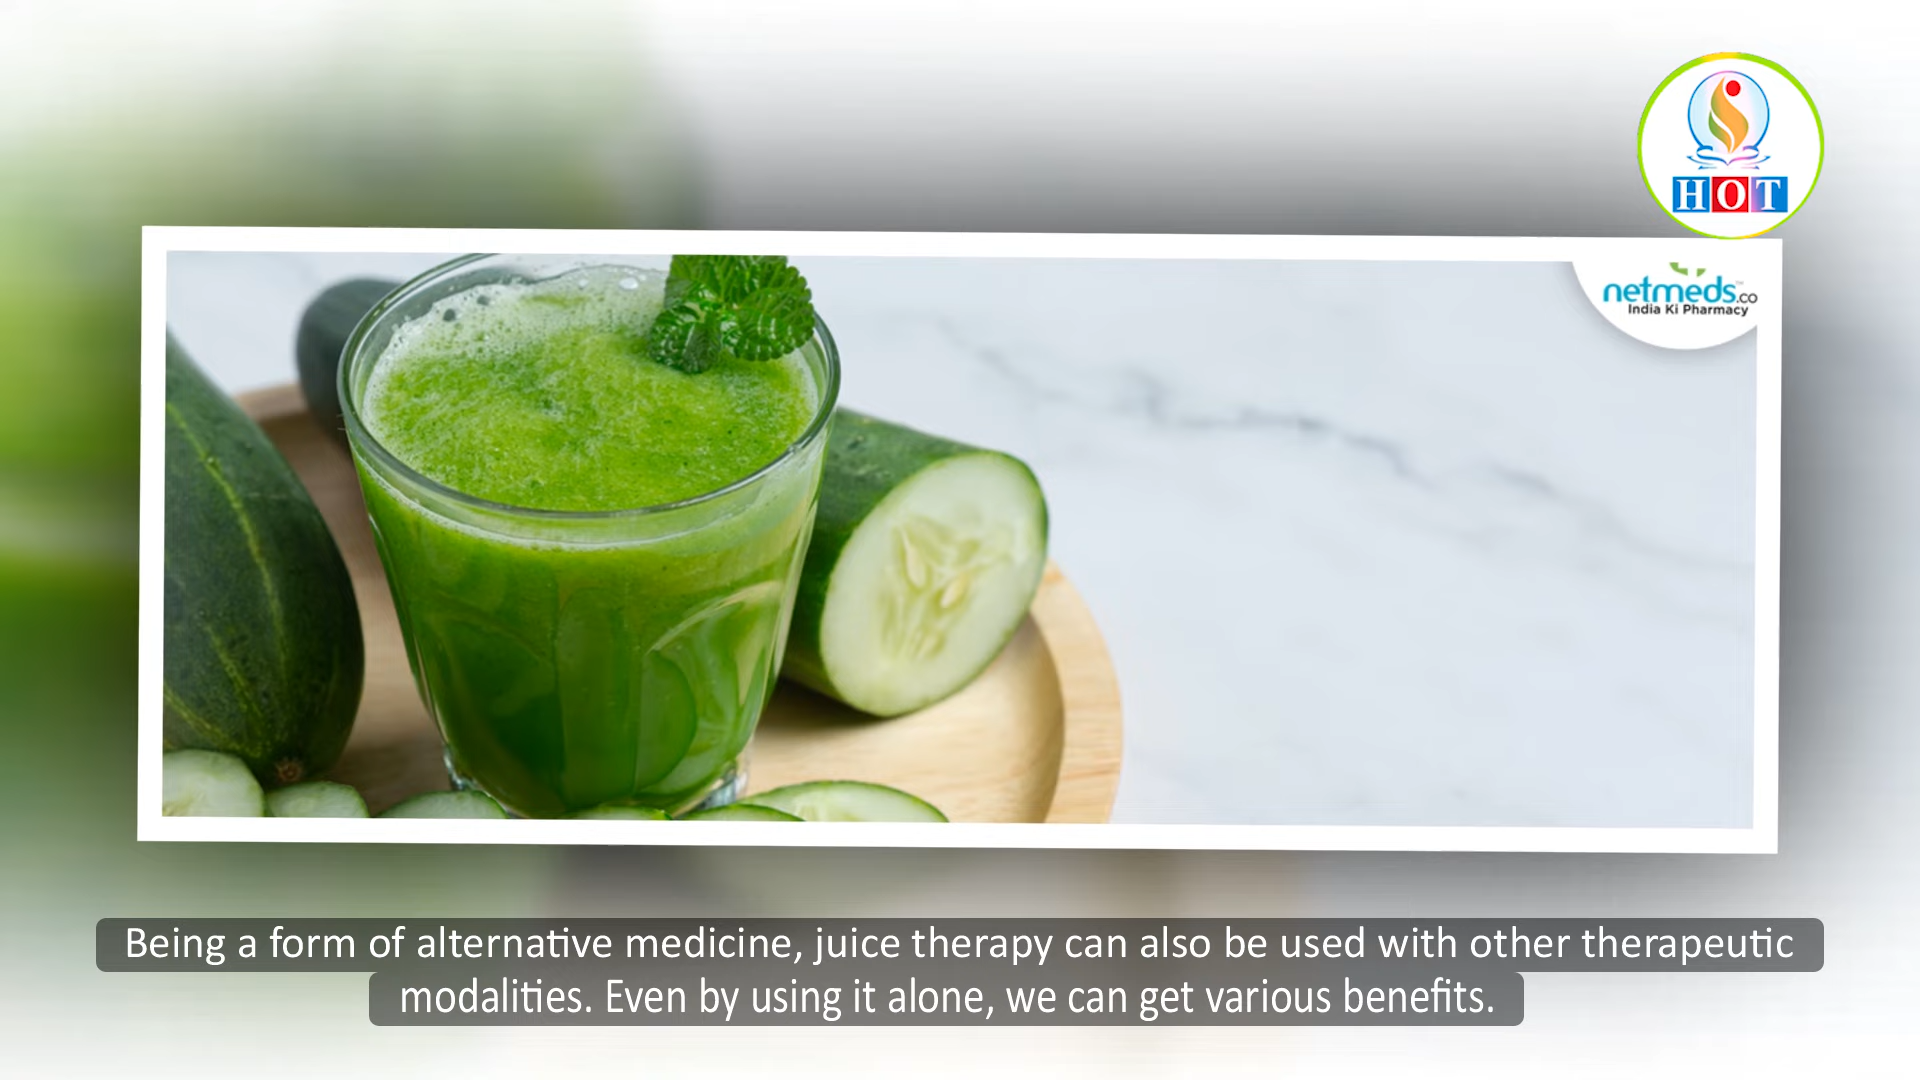 HOT
netmeds.co
India Ki Pharmacy
Being a form of alternative medicine, juice therapy can also be used with other therapeutic
modalities. Even by using it alone, we can get various benefits.